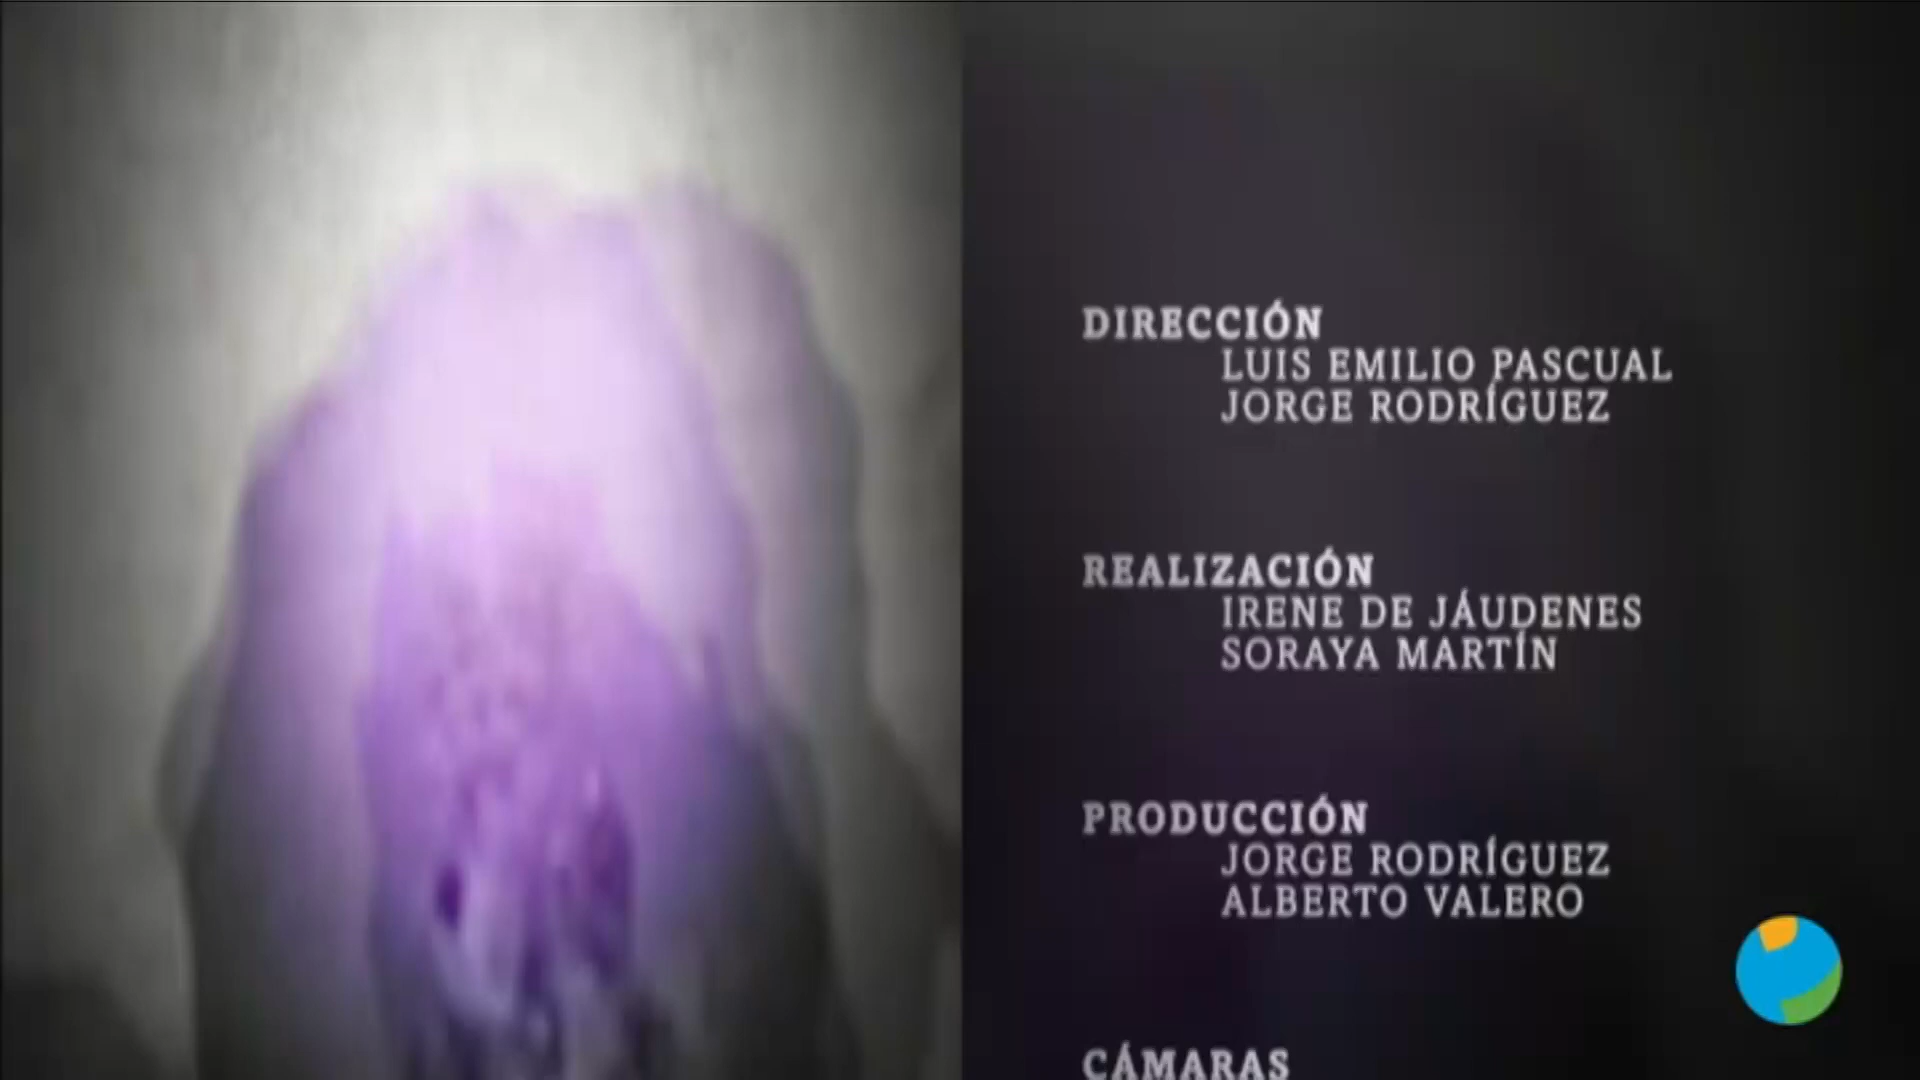 DIRECCIÓN
LUIS EMILIO PASCUAL
JORGE RODRÍGUEZ
REALIZACIÓN
IRENE DE JÁUDENES
SORAYA MARTÍN
PRODUCCIÓN
JORGE RODRÍGUEZ
ALBERTO VALERO
CÁMARAS